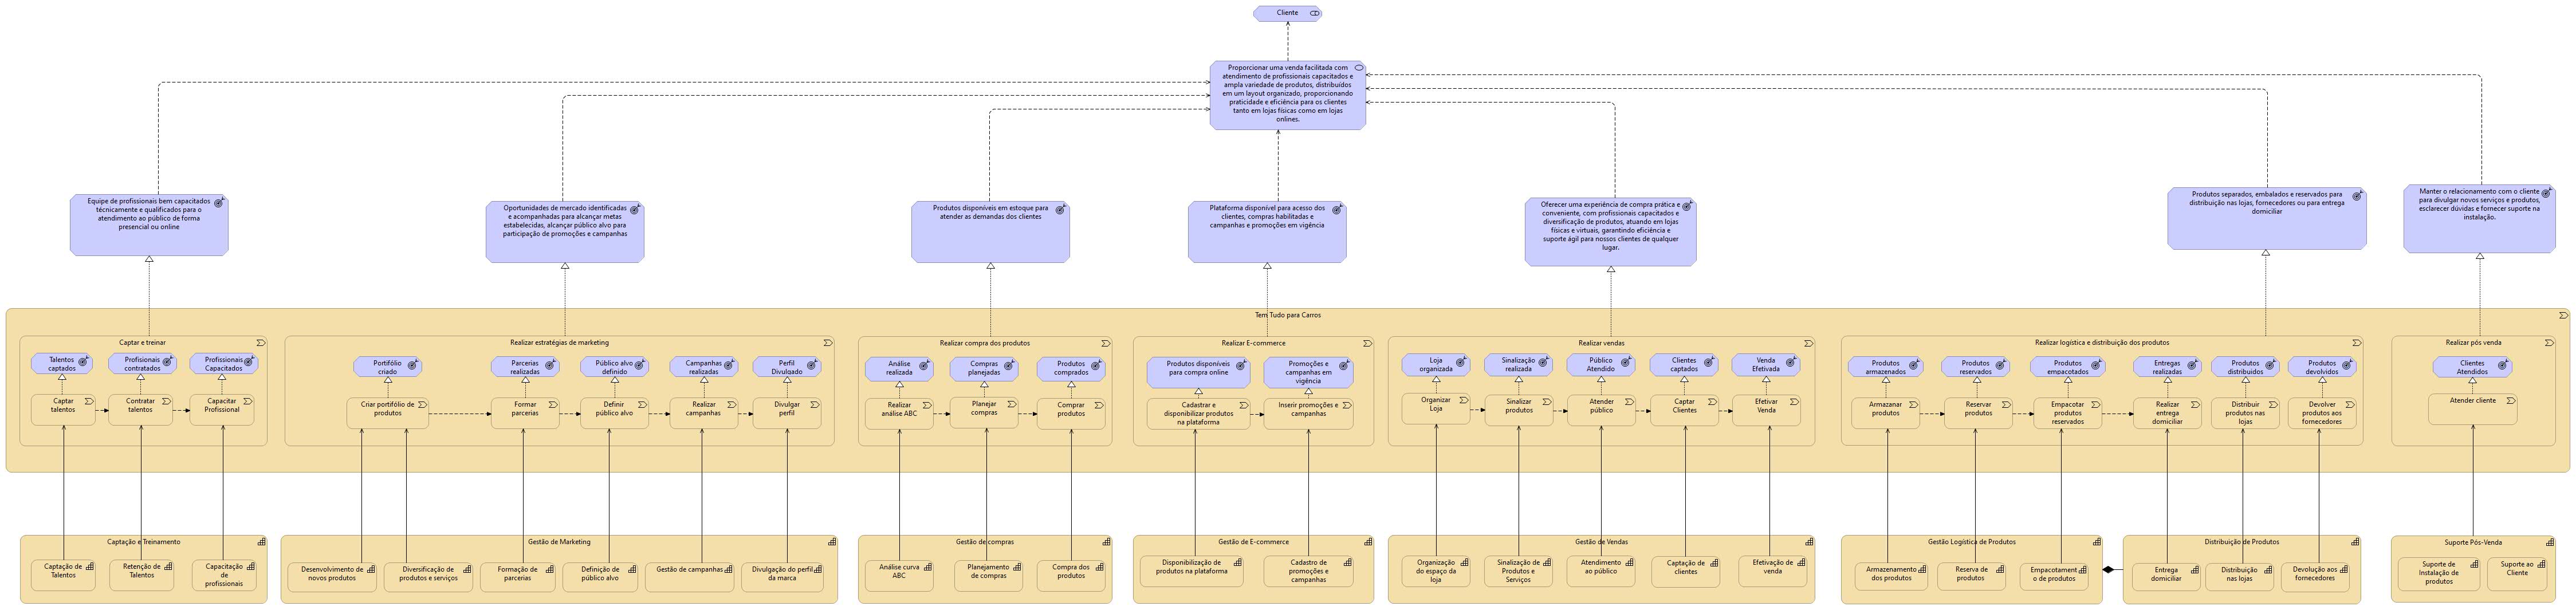 Cliente
Proporcionar uma venda facilitada com
atendimento de profissionais capacitados e
ampla variedade de produtos, distribuídos
em um layout organizado, proporcionando
praticidade e eficiência para os clientes
tanto em lojas físicas como em lojas
onlines.
Equipe de profissionais bem capacitados
técnicamente e qualificados para o
atendimento ao público de forma
presencial ou online
Oportunidades de mercado identificadas
e acompanhadas para alcançar metas
estabelecidas, alcançar público alvo para
participação de promoções e campanhas
Produtos disponíveis em estoque para
atender as demandas dos clientes
Plataforma disponível para acesso dos
clientes, compras habilitadas e
campanhas e promoções em vigência
Oferecer uma experiência de compra prática e
conveniente, com profissionais capacitados e
diversificação de produtos, atuando em lojas
físicas e virtuais, garantindo eficiência e
suporte ágil para nossos clientes de qualquer
lugar.
Produtos separados, embalados e reservados para
distribuição nas lojas, fornecedores ou para entrega
domiciliar
Manter o relacionamento com o cliente
para divulgar novos serviços e produtos,
esclarecer dúvidas e fornecer suporte na
instalação.
Tem Tudo para Carros
Captar e treinar
Talentos
captados
Profisionais
contratados
Profissionais
Capacitados
Captar
talentos
Contratar
talentos
Capacitar
Profissional
Realizar estratégias de marketing
Portifólio
criado
Parcerias
realizadas
Público alvo
definido
Campanhas
realizadas
Perfil
Divulgado
Criar portifólio de
produtos
Formar
parcerias
Definir
público alvo
Realizar
campanhas
Divulgar
perfil
Realizar compra dos produtos
Análise
realizada
Compras
planejadas
Produtos
comprados
Realizar
análise ABC
Planejar
compras
Comprar
produtos
Realizar E-commerce
Produtos disponíveis
para compra online
Promoções e
campanhas em
vigência
Cadastrar e
disponibilizar produtos
na plataforma
Inserir promoções e
campanhas
Realizar vendas
Loja
organizada
Sinalização
realizada
Público
Atendido
Clientes
captados
Venda
Efetivada
Organizar
Loja
Sinalizar
produtos
Atender
público
Captar
Clientes
Efetivar
Venda
Realizar logística e distribuição dos produtos
Produtos
armazenados
Produtos
reservados
Produtos
empacotados
Entregas
realizadas
Produtos
distribuidos
Produtos
devolvidos
Armazanar
produtos
Reservar
produtos
Empacotar
produtos
reservados
Realizar
entrega
domiciliar
Distribuir
produtos nas
lojas
Devolver
produtos aos
fornecedores
Realizar pós venda
Clientes
Atendidos
Atender cliente
Captação e Treinamento
Captação de
Talentos
Retenção de
Talentos
Capacitação
de
profissionais
Gestão de Marketing
Desenvolvimento de
novos produtos
Diversificação de
produtos e serviços
Formação de
parcerias
Definição de
público alvo
Gestão de campanhas
Divulgação do perfil
da marca
Gestão de compras
Análise curva
ABC
Planejamento
de compras
Compra dos
produtos
Gestão de E-commerce
Disponibilização de
produtos na plataforma
Cadastro de
promoções e
campanhas
Gestão de Vendas
Organização
do espaço da
loja
Sinalização de
Produtos e
Serviços
Atendimento
ao público
Captação de
clientes
Efetivação de
venda
Gestão Logística de Produtos
Armazenamento
dos produtos
Reserva de
produtos
Empacotament
o de produtos
Distribuição de Produtos
Entrega
domiciliar
Distribuição
nas lojas
Devolução aos
fornecedores
Suporte Pós-Venda
Suporte de
Instalação de
produtos
Suporte ao
Cliente